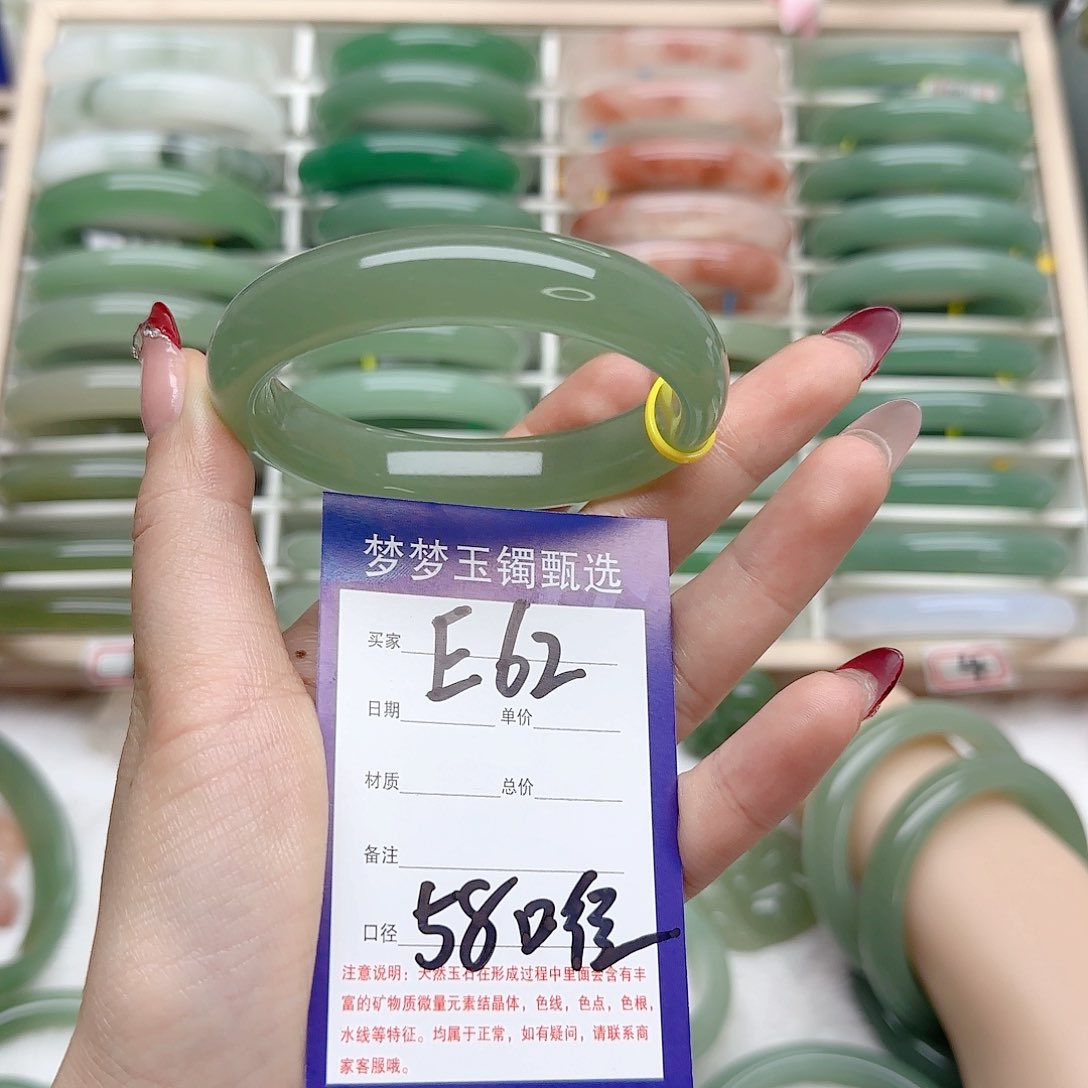 梦梦玉镯甄选
买家 E62
日期 单价
材质 总价
备注
口径 58口径
注意说明：天然玉石在形成过程中里面会含有丰
富的矿物质微量元素结晶体，色线，色点，色根，
水线等特征。均属于正常，如有疑问，请联系商
家客服哦。